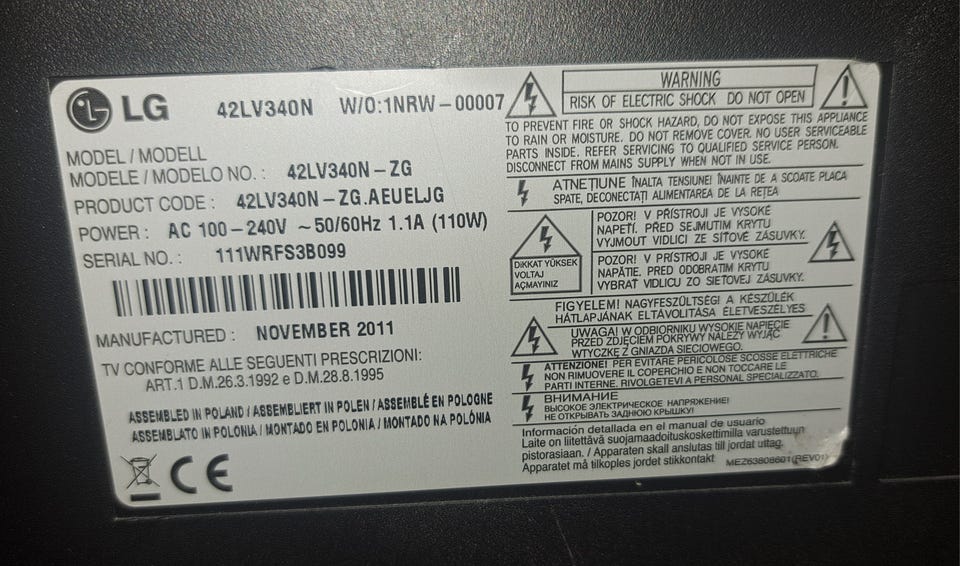 LG 42LV340N W/O:1NRW-00007
MODEL / MODELL
MODELE / MODELO NO. : 42LV340N-ZG
PRODUCT CODE : 42LV340N-ZG.AEUELJG
POWER : AC 100-240V ~50/60Hz 1.1A (110W)
SERIAL NO. : 111WRFS3B099
MANUFACTURED : NOVEMBER 2011
TV CONFORME ALLE SEGUENTI PRESCRIZIONI:
ART.1 D.M.26.3.1992 e D.M.28.8.1995
ASSEMBLED IN POLAND / ASSEMBLIERT IN POLEN / ASSEMBLÉ EN POLOGNE
ASSEMBLATO IN POLONIA / MONTADO EN POLONIA / MONTADO NA POLÓNIA
CE
WARNING
RISK OF ELECTRIC SHOCK DO NOT OPEN
TO PREVENT FIRE OR SHOCK HAZARD, DO NOT EXPOSE THIS APPLIANCE
TO RAIN OR MOISTURE. DO NOT REMOVE COVER. NO USER SERVICEABLE
PARTS INSIDE. REFER SERVICING TO QUALIFIED SERVICE PERSON.
DISCONNECT FROM MAINS SUPPLY WHEN NOT IN USE.
ATNEŢIUNE ÎNALTA TENSIUNE! ÎNAINTE DE A SCOATE PLACA
SPATE, DECONECTAŢI ALIMENTAREA DE LA REŢEA
DiKKAT YÜKSEK
VOLTAJ
AÇMAYINIZ
POZOR! V PŘÍSTROJI JE VYSOKÉ
NAPETÍ. PŘED SEJMUTIM KRYTU
VYJMOUT VIDLICI ZE SÍŤOVÉ ZÁSUVKY.
POZOR! V PRÍSTROJI JE VYSOKÉ
NAPÄTIE. PRED ODOBRATIM KRYTU
VYBRAŤ VIDLICU ZO SIEŤOVEJ ZÁSUVKY.
FIGYELEM! NAGYFESZÜLTSÉG! A KÉSZÜLÉK
HÁTLAPJÁNAK ELTÁVOLÍTÁSA ÉLETVESZÉLYES
UWAGA! W ODBIORNIKU WYSOKIE NAPIĘCIE
PRZED ZDJĘCIEM POKRYWY NALEŻY WYJĄĆ
WTYCZKĘ Z GNIAZDA SIECIOWEGO.
ATTENZIONE! PER EVITARE PERICOLOSE SCOSSE ELETTRICHE
NON RIMUOVERE IL COPERCHIO E NON TOCCARE LE
PARTI INTERNE. RIVOLGETEVI A PERSONAL SPECIALIZZATO.
ВНИМАНИЕ
ВЫСОКОЕ ЭЛЕКТРИЧЕСКОЕ НАПРЯЖЕНИЕ!
НЕ ОТКРЫВАТЬ ЗАДНЮЮ КРЫШКУ!
Información detallada en el manual de usuario
Laite on liitettävä suojamaadoituskoskettimilla varustettuun
pistorasiaan. / Apparaten skall anslutas till jordat uttag.
Apparatet må tilkoples jordet stikkontakt MEZ63808601(REV01)